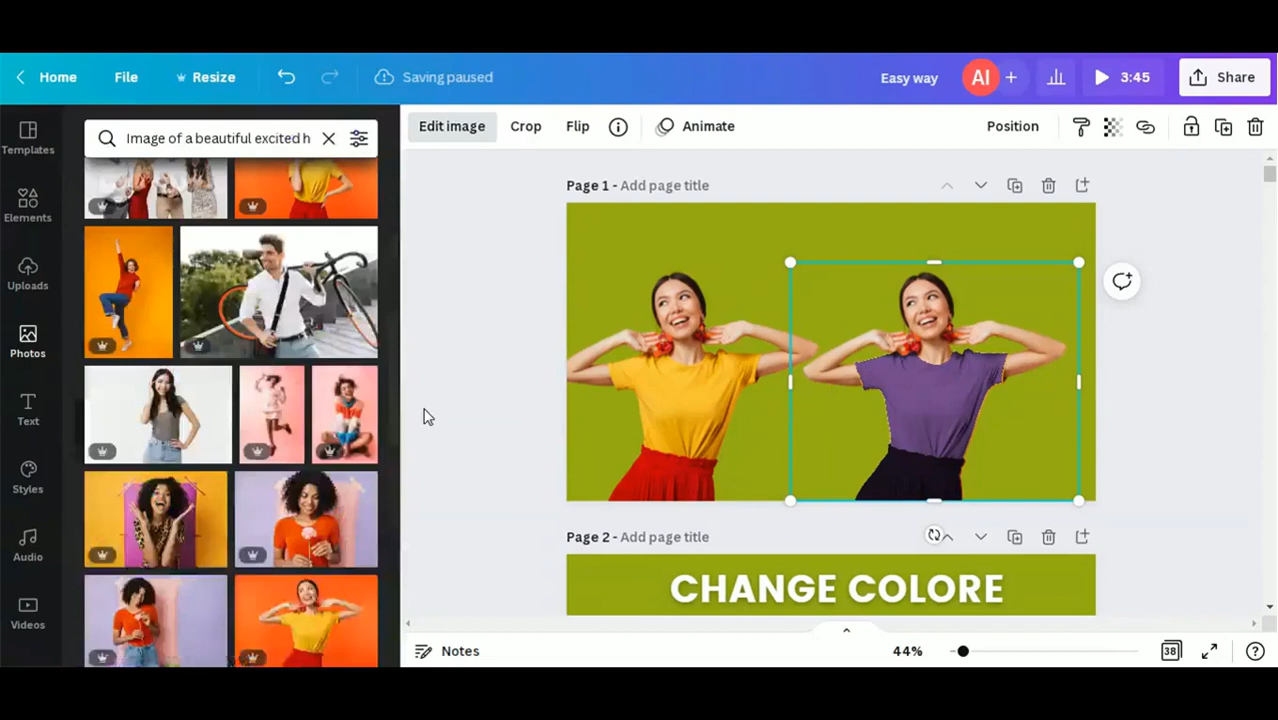 Home File Resize Saving paused Easy way AI + 3:45 Share
Templates
Elements
Uploads
Photos
Text
Styles
Audio
Videos
Image of a beautiful excited h
Edit image Crop Flip Animate Position
Page 1 - Add page title
Page 2 - Add page title
CHANGE COLORE
Notes 44% 38